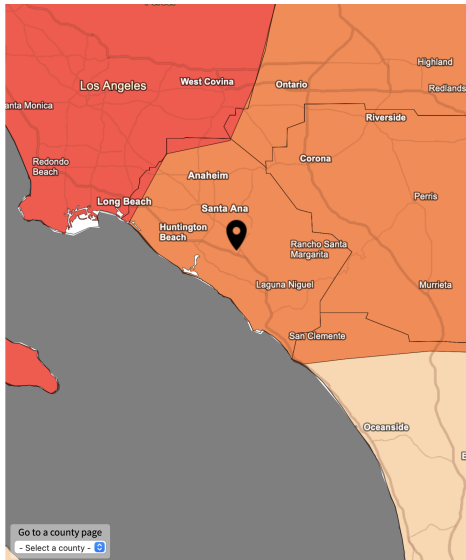 Highland
Los Angeles
West Covina
Ontario
Redlands
anta Monica
Riverside
Corona
Redondo
Beach
Anaheim
Perris
Long Beach
Santa Ana
Huntington
Beach
Rancho Santa
Margarita
Laguna Niguel
Murrieta
San Clemente
Oceanside
E
Go to a county page
- Select a county -